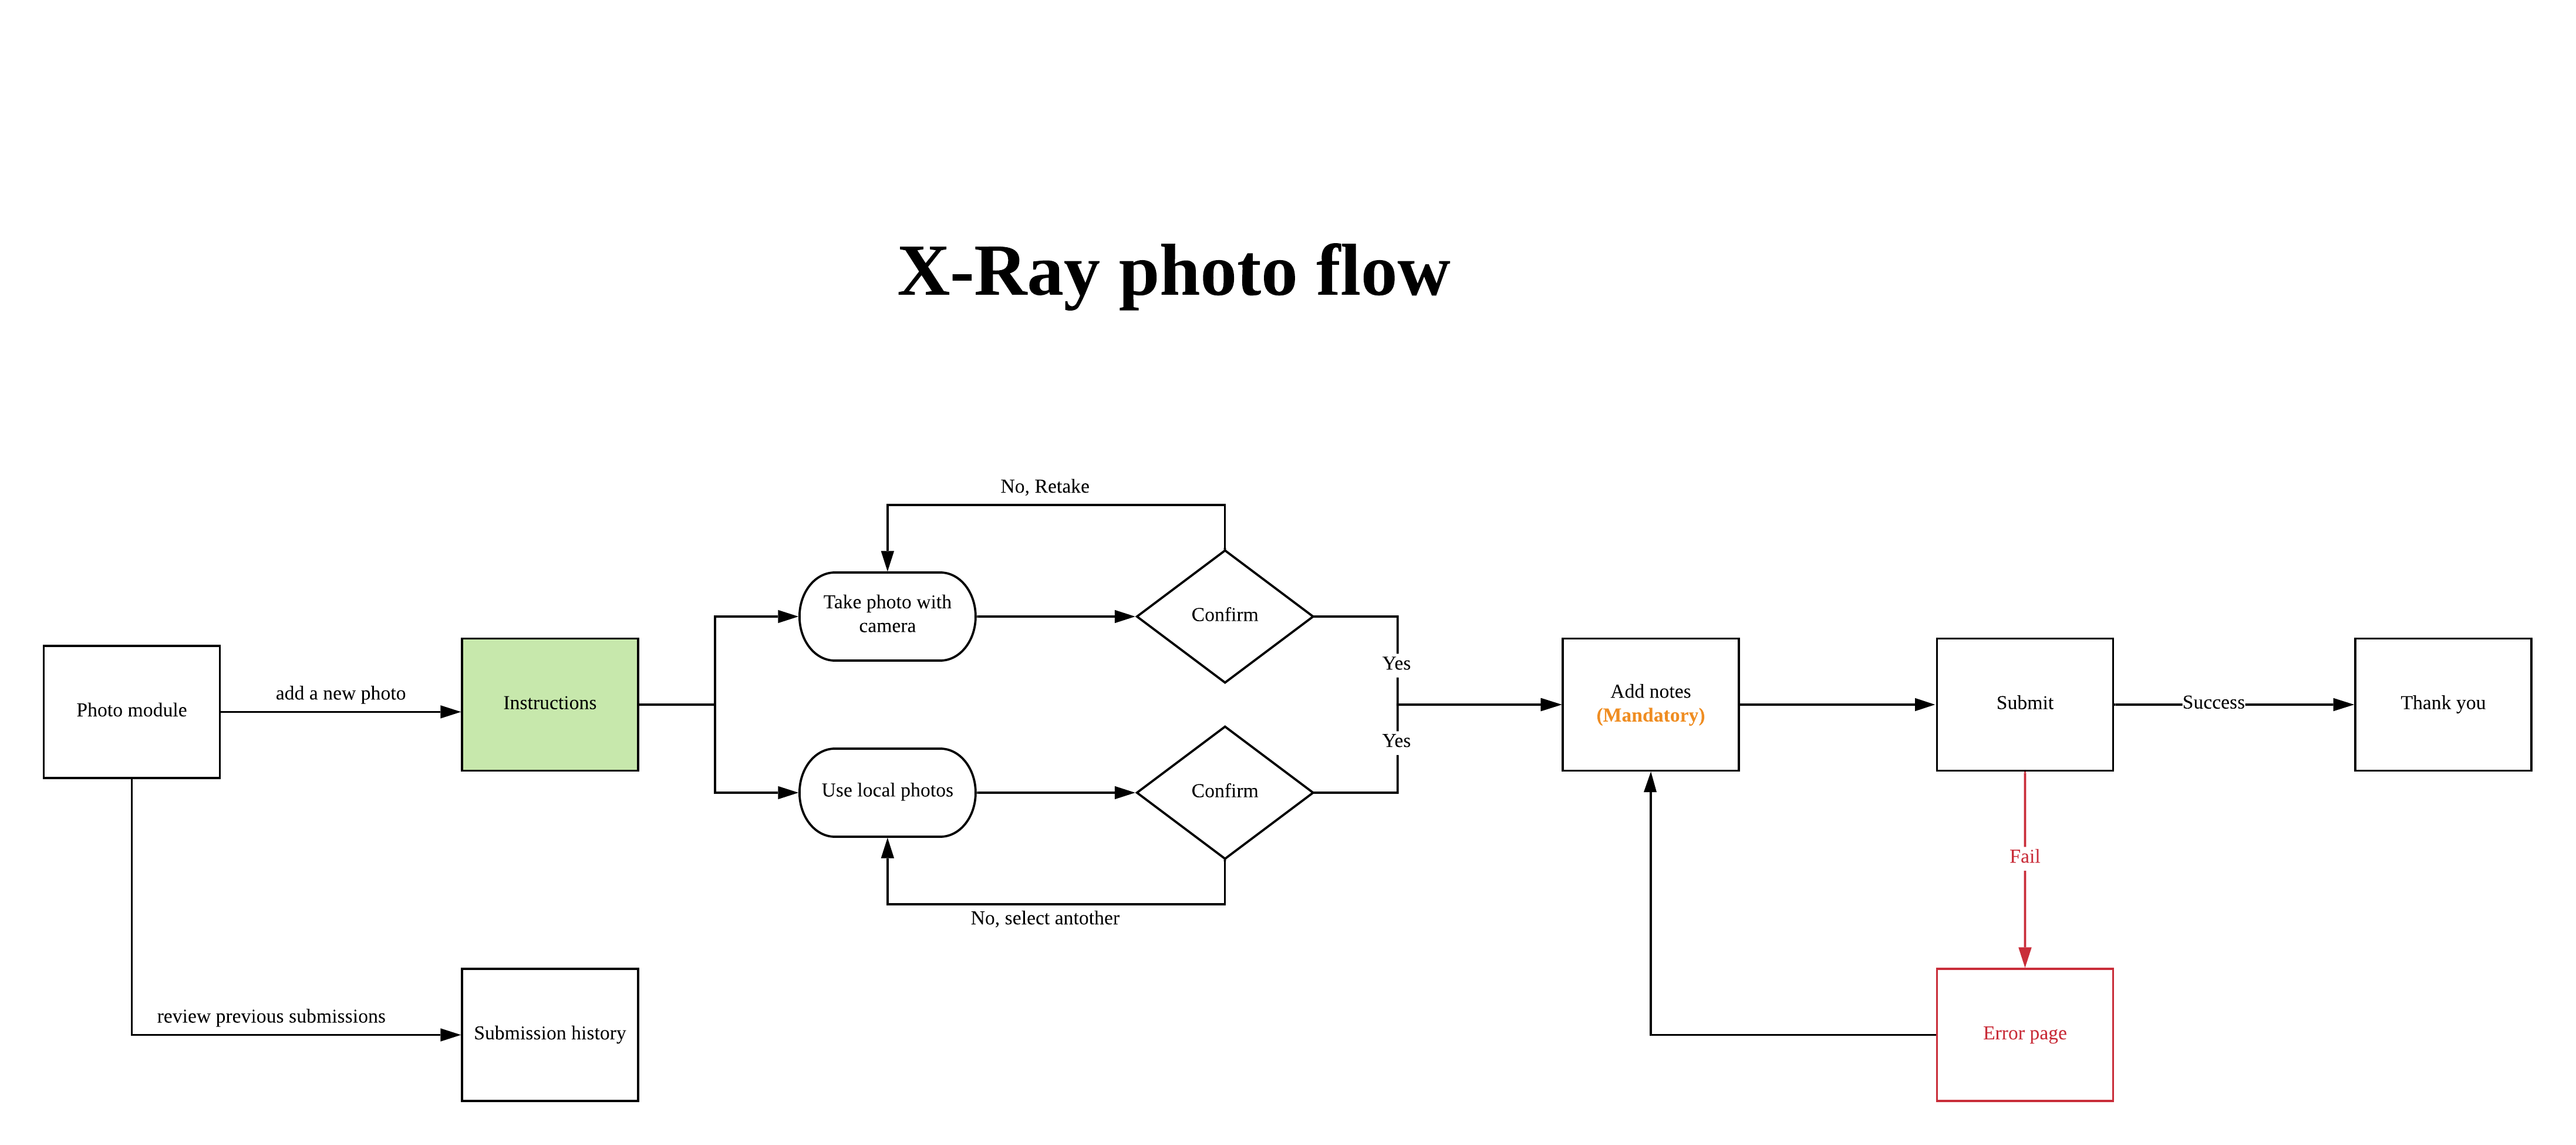 X-Ray photo flow
No, Retake
Take photo with
camera
Confirm
Yes
Photo module
add a new photo
Instructions
Add notes
(Mandatory)
Submit
Success
Thank you
Yes
Use local photos
Confirm
Fail
No, select antother
review previous submissions
Submission history
Error page